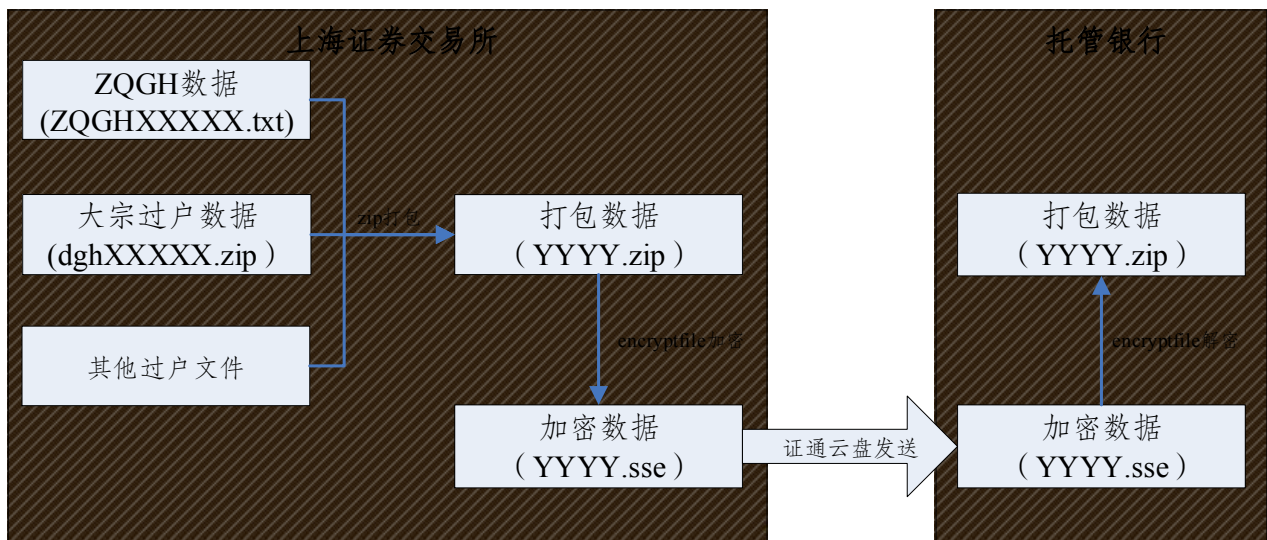 上海证券交易所
ZQGH数据
(ZQGHXXXXX.txt)
大宗过户数据
(dghXXXXX.zip）
其他过户文件
zip打包
打包数据
（YYYY.zip）
encryptfile加密
加密数据
（YYYY.sse）
证通云盘发送
托管银行
打包数据
（YYYY.zip）
encryptfile解密
加密数据
（YYYY.sse）